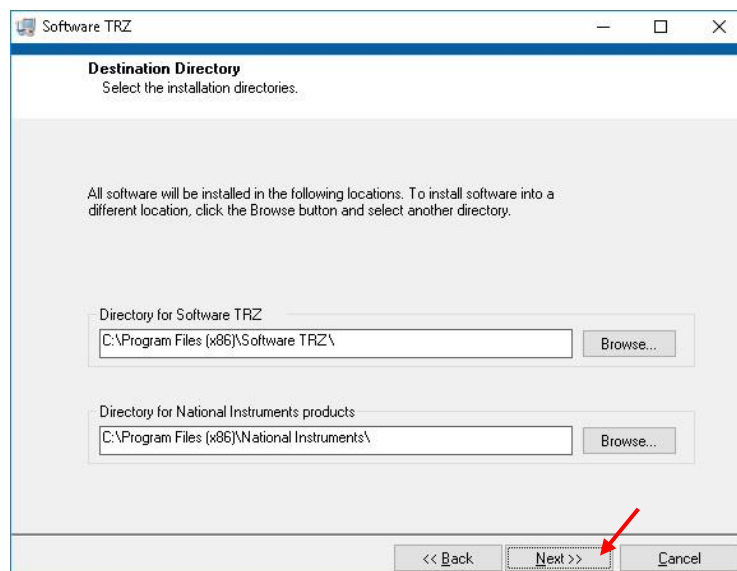 Software TRZ
Destination Directory
Select the installation directories.
All software will be installed in the following locations. To install software into a
different location, click the Browse button and select another directory.
Directory for Software TRZ
C:\Program Files (x86)\Software TRZ\
Browse...
Directory for National Instruments products
C:\Program Files (x86)\National Instruments\
Browse...
<< Back
Next >>
Cancel